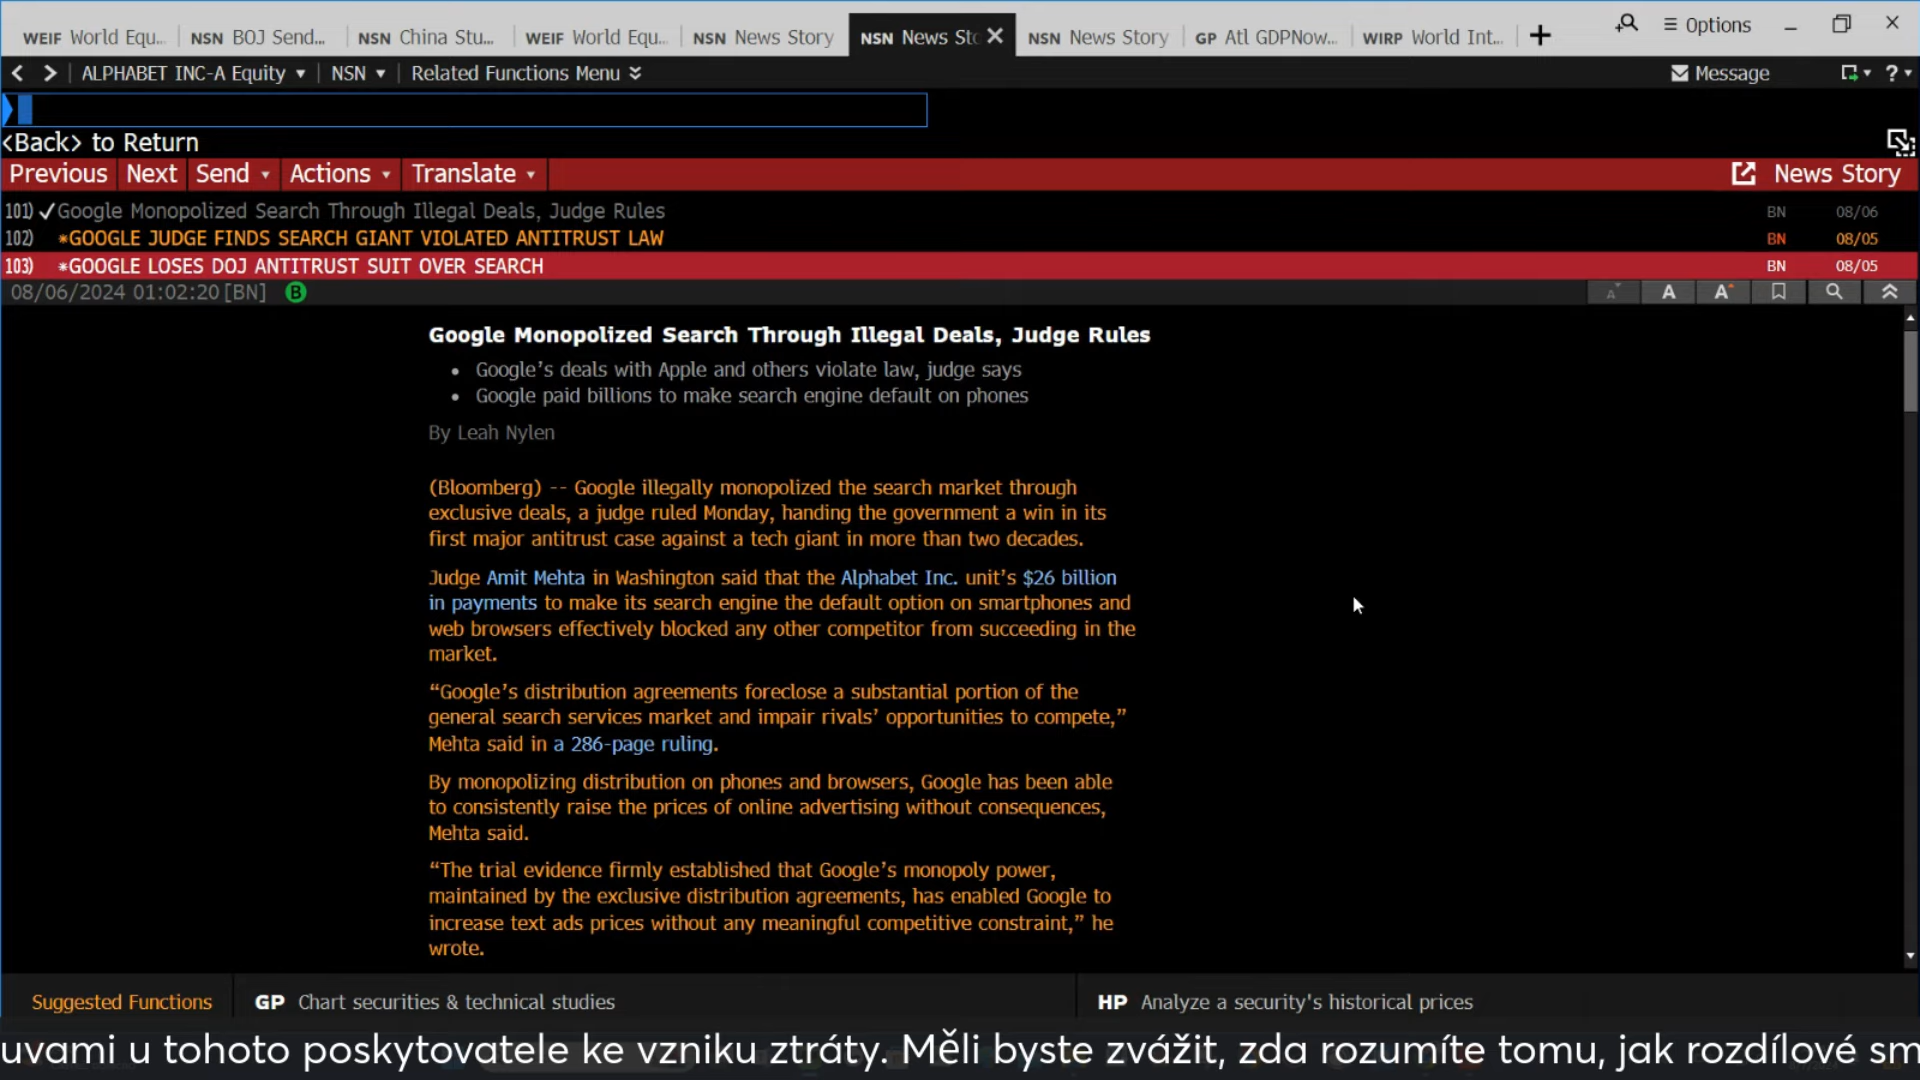 WEIF World Equ... NSN BOJ Send... NSN China Stu... WEIF World Equ... NSN News Story NSN News Sto NSN News Story GP Atl GDPNow... WIRP World Int... Options
ALPHABET INC-A Equity NSN Related Functions Menu Message ?
<Back> to Return
Previous Next Send Actions Translate News Story
101) Google Monopolized Search Through Illegal Deals, Judge Rules BN 08/06
102) *GOOGLE JUDGE FINDS SEARCH GIANT VIOLATED ANTITRUST LAW BN 08/05
103) *GOOGLE LOSES DOJ ANTITRUST SUIT OVER SEARCH BN 08/05
08/06/2024 01:02:20 [BN] B A A A
Google Monopolized Search Through Illegal Deals, Judge Rules
• Google’s deals with Apple and others violate law, judge says
• Google paid billions to make search engine default on phones
By Leah Nylen
(Bloomberg) -- Google illegally monopolized the search market through
exclusive deals, a judge ruled Monday, handing the government a win in its
first major antitrust case against a tech giant in more than two decades.
Judge Amit Mehta in Washington said that the Alphabet Inc. unit’s $26 billion
in payments to make its search engine the default option on smartphones and
web browsers effectively blocked any other competitor from succeeding in the
market.
“Google’s distribution agreements foreclose a substantial portion of the
general search services market and impair rivals’ opportunities to compete,”
Mehta said in a 286-page ruling.
By monopolizing distribution on phones and browsers, Google has been able
to consistently raise the prices of online advertising without consequences,
Mehta said.
“The trial evidence firmly established that Google’s monopoly power,
maintained by the exclusive distribution agreements, has enabled Google to
increase text ads prices without any meaningful competitive constraint,” he
wrote.
Suggested Functions GP Chart securities & technical studies HP Analyze a security's historical prices
uvami u tohoto poskytovatele ke vzniku ztráty. Měli byste zvážit, zda rozumíte tomu, jak rozdílové sm